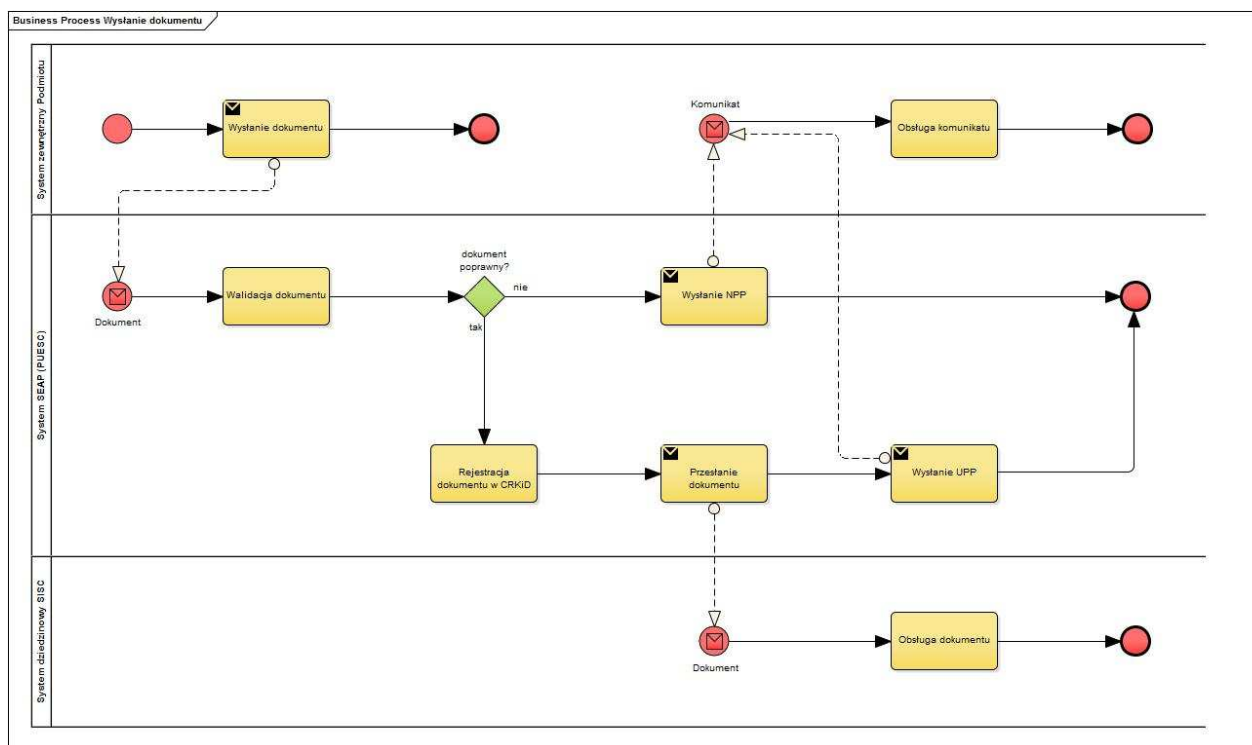 Business Process Wysłanie dokumentu
System zewnętrzny Podmiotu
Wysłanie dokumentu
Komunikat
Obsługa komunikatu
System SEAP (PUESC)
Dokument
Walidacja dokumentu
dokument
poprawny?
nie
tak
Wysłanie NPP
Rejestracja
dokumentu w CRKiD
Przesłanie
dokumentu
Wysłanie UPP
System dziedzinowy SISC
Dokument
Obsługa dokumentu